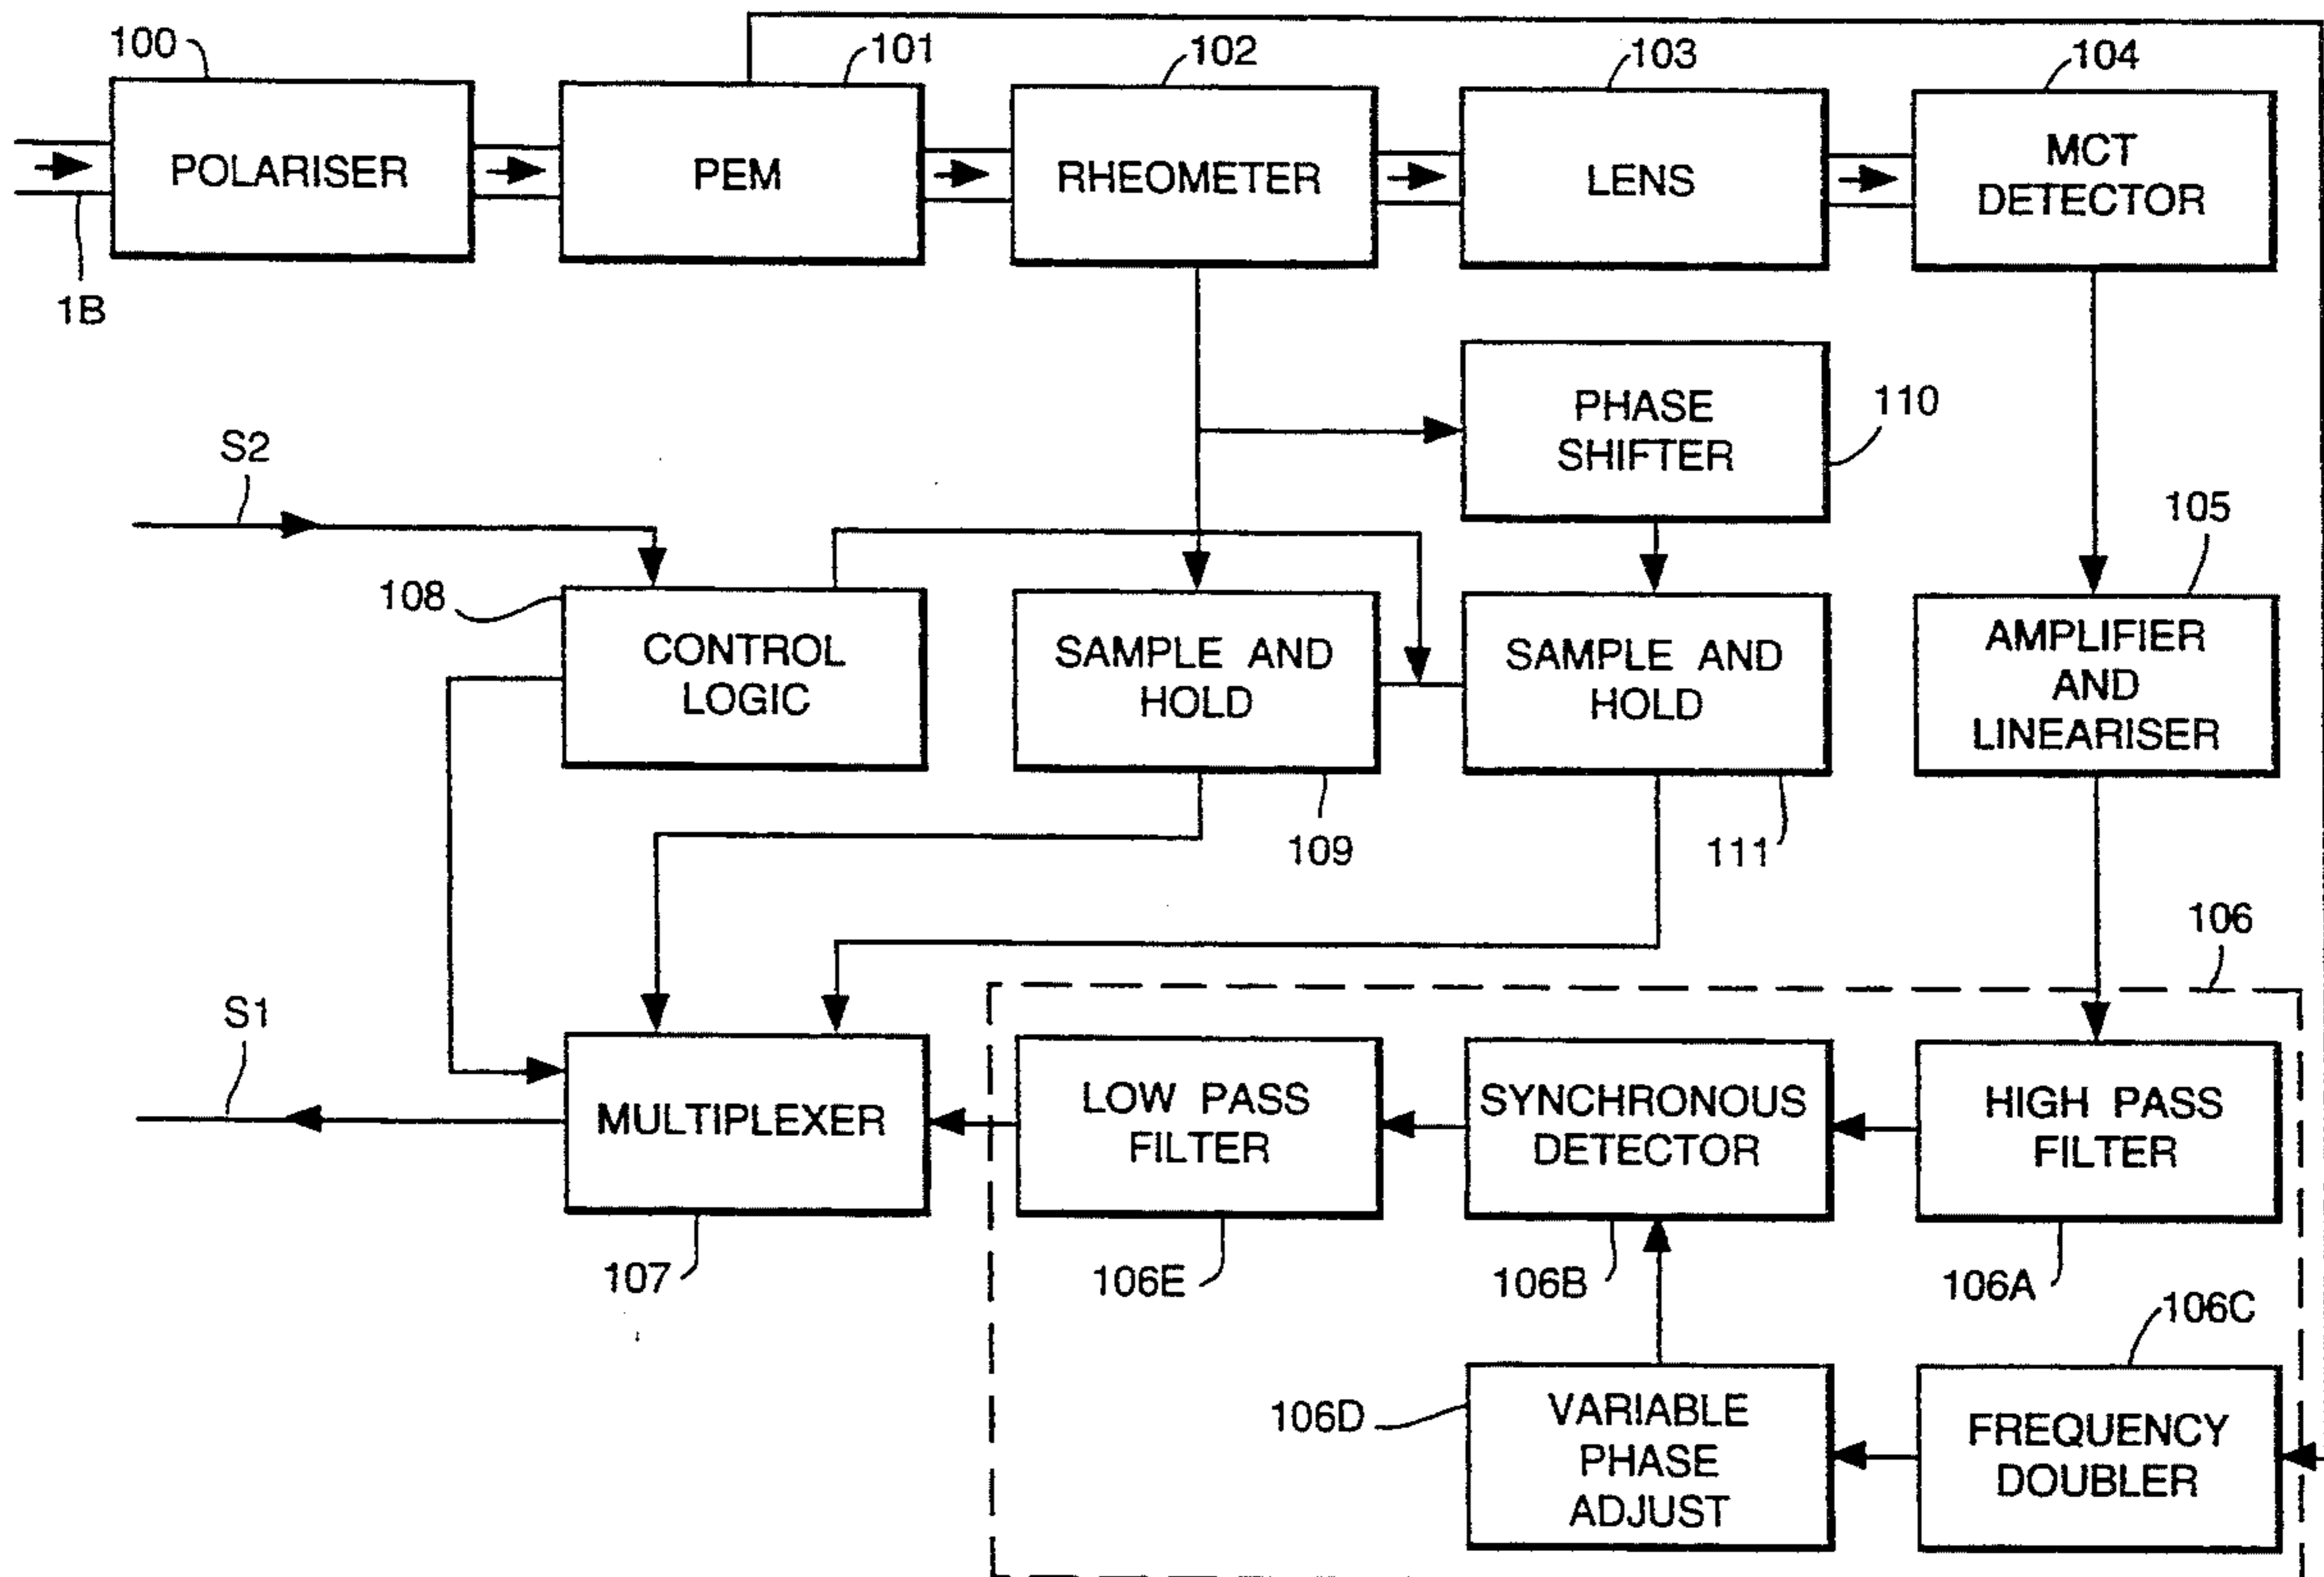 100
101
102
103
104
POLARISER
PEM
RHEOMETER
LENS
MCT
DETECTOR
1B
PHASE
SHIFTER
110
S2
105
108
CONTROL
LOGIC
SAMPLE AND
HOLD
SAMPLE AND
HOLD
AMPLIFIER
AND
LINEARISER
109
111
106
S1
MULTIPLEXER
LOW PASS
FILTER
SYNCHRONOUS
DETECTOR
HIGH PASS
FILTER
107
106E
106B
106A
106C
106D
VARIABLE
PHASE
ADJUST
FREQUENCY
DOUBLER